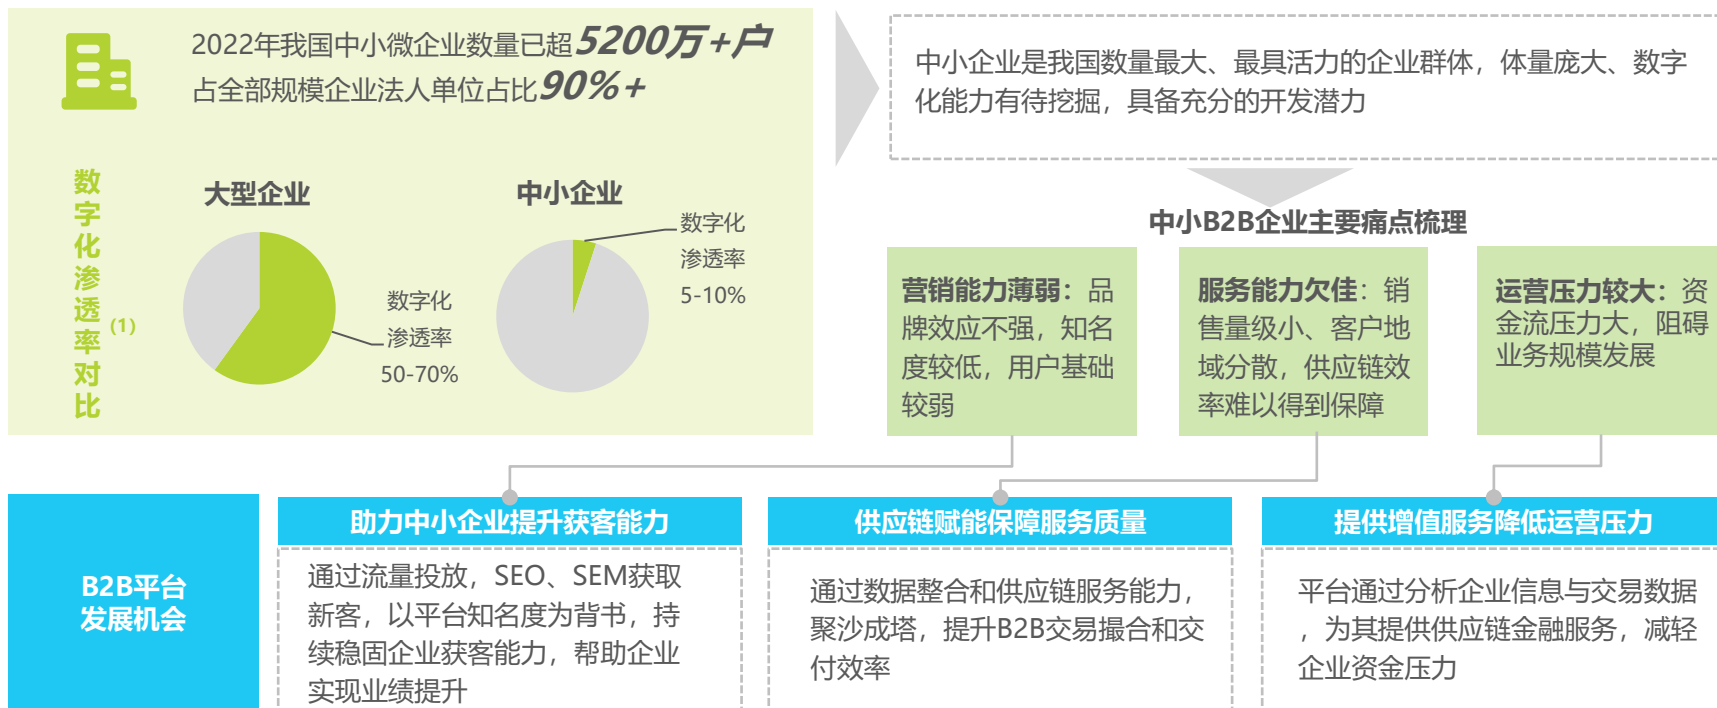 2022年我国中小微企业数量已超5200万+户
占全部规模企业法人单位占比90%+
数字化渗透率对比
(1)
大型企业
数字化
渗透率
50-70%
中小企业
数字化
渗透率
5-10%
中小企业是我国数量最大、最具活力的企业群体，体量庞大、数字
化能力有待挖掘，具备充分的开发潜力
中小B2B企业主要痛点梳理
营销能力薄弱：品
牌效应不强，知名
度较低，用户基础
较弱
服务能力欠佳：销
售量级小、客户地
域分散，供应链效
率难以得到保障
运营压力较大：资
金流压力大，阻碍
业务规模发展
B2B平台
发展机会
助力中小企业提升获客能力
通过流量投放，SEO、SEM获取
新客，以平台知名度为背书，持
续稳固企业获客能力，帮助企业
实现业绩提升
供应链赋能保障服务质量
通过数据整合和供应链服务能力，
聚沙成塔，提升B2B交易撮合和交
付效率
提供增值服务降低运营压力
平台通过分析企业信息与交易数据
，为其提供供应链金融服务，减轻
企业资金压力